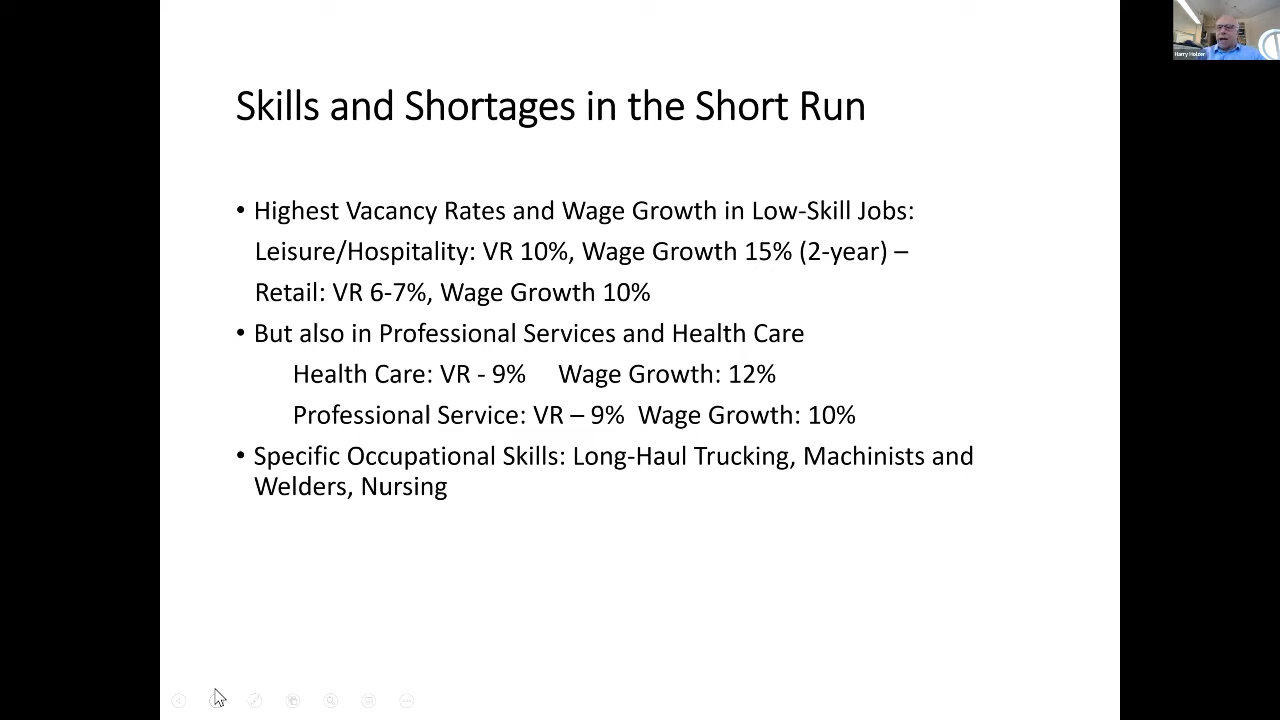 Harry Holzer
Skills and Shortages in the Short Run
• Highest Vacancy Rates and Wage Growth in Low-Skill Jobs:
Leisure/Hospitality: VR 10%, Wage Growth 15% (2-year) –
Retail: VR 6-7%, Wage Growth 10%
• But also in Professional Services and Health Care
Health Care: VR - 9% Wage Growth: 12%
Professional Service: VR – 9% Wage Growth: 10%
• Specific Occupational Skills: Long-Haul Trucking, Machinists and
Welders, Nursing